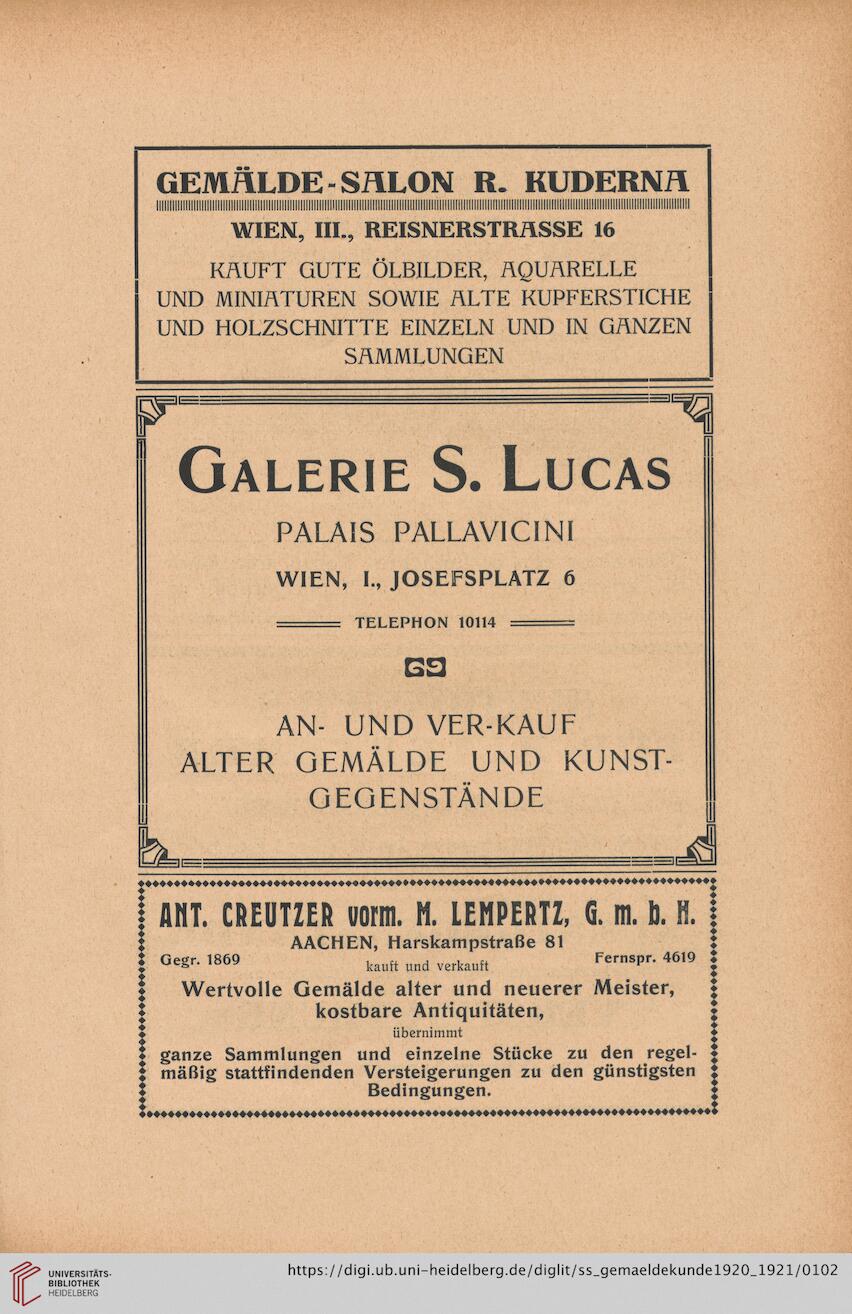 GEMÄLDE-SALON R. KUDERNA
WIEN, III., REISNERSTRASSE 16
KAUFT GUTE ÖLBILDER, AQUARELLE
UND MINIATUREN SOWIE ALTE KUPFERSTICHE
UND HOLZSCHNITTE EINZELN UND IN GANZEN
SAMMLUNGEN
GALERIE S. LUCAS
PALAIS PALLAVICINI
WIEN, I., JOSEFSPLATZ 6
TELEPHON 10114
AN- UND VER-KAUF
ALTER GEMÄLDE UND KUNST-
GEGENSTÄNDE
ANT. CREUTZER vorm. M. LEMPERTZ, G. m. b. H.
AACHEN, Harskampstraße 81
Gegr. 1869 kauft und verkauft Fernspr. 4619
Wertvolle Gemälde alter und neuerer Meister,
kostbare Antiquitäten,
übernimmt
ganze Sammlungen und einzelne Stücke zu den regel-
mäßig stattfindenden Versteigerungen zu den günstigsten
Bedingungen.
UNIVERSITÄTS-
BIBLIOTHEK
HEIDELBERG
https://digi.ub.uni-heidelberg.de/diglit/ss_gemaeldekunde1920_1921/0102